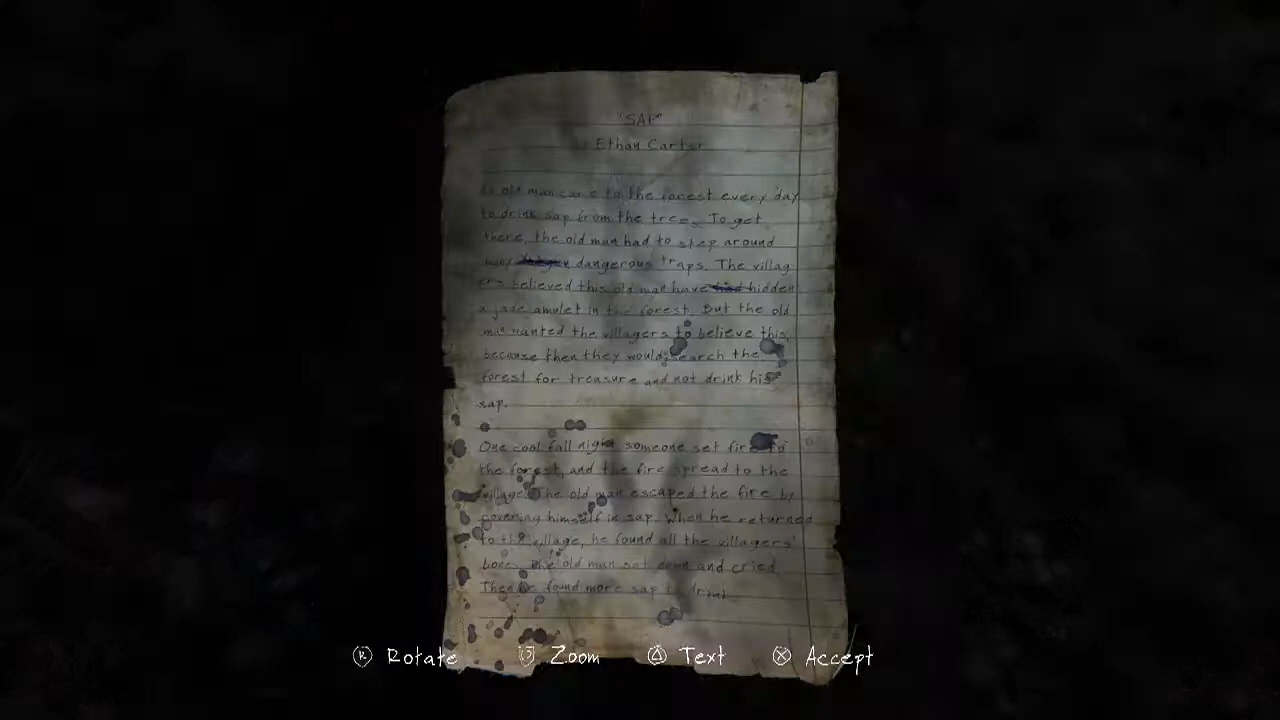 "SAP"
Ethan Carter
old man came to the forest every day
to drink sap from the tree. To get
there, the old man had to step around
dangerous traps. The villag
ers believed this old man have had hidden
a jade amulet in the forest. But the old
man wanted the villagers to believe this,
because then they would search the
forest for treasure and not drink his
sap.
One cool fall night someone set fire to
the forest, and the fire spread to the
village. The old man escaped the fire by
covering himself in sap. When he returned
to the village, he found all the villagers'
bones. The old man sat down and cried
Then he found more sap to drink
Rotate Zoom Text Accept